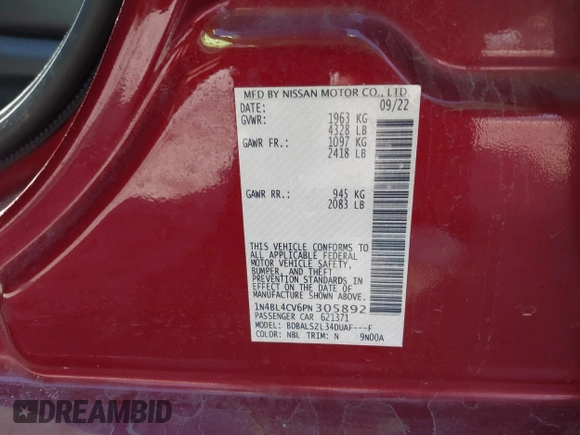 MFD BY NISSAN MOTOR CO., LTD.
DATE: 09/22
GVWR: 1963 KG
4328 LB
GAWR FR.: 1097 KG
2418 LB
GAWR RR.: 945 KG
2083 LB
THIS VEHICLE CONFORMS TO
ALL APPLICABLE FEDERAL
MOTOR VEHICLE SAFETY,
BUMPER, AND THEFT
PREVENTION STANDARDS IN
EFFECT ON THE DATE OF
MANUFACTURE SHOWN ABOVE.
1N4BL4CV6PN305892
PASSENGER CAR 621371
MODEL: BDBALSZL34DUAF---F
COLOR: NBL TRIM: N 9N00A
DREAMBID